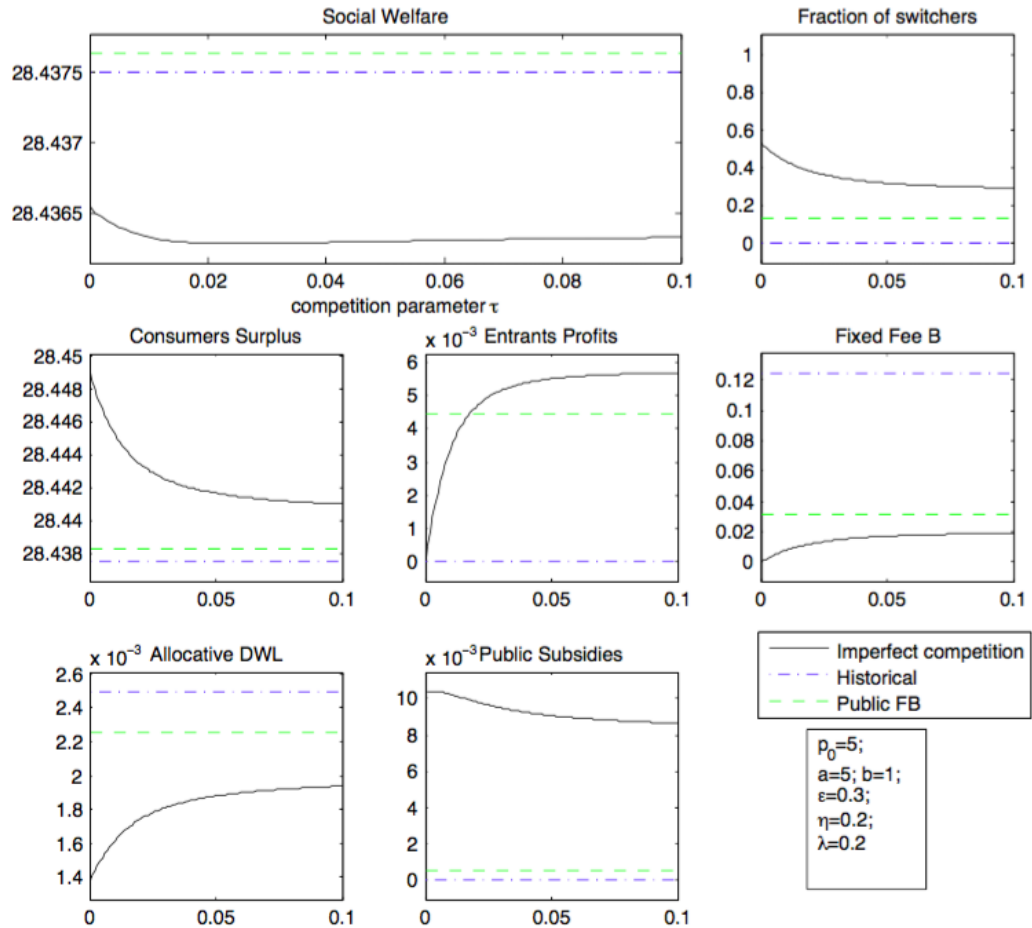 Social Welfare
28.4375
28.437
28.4365
0 0.02 0.04 0.06 0.08 0.1
competition parameter τ
Fraction of switchers
1
0.8
0.6
0.4
0.2
0
0 0.05 0.1
Consumers Surplus
28.45
28.448
28.446
28.444
28.442
28.44
28.438
0 0.05 0.1
x 10⁻³ Entrants Profits
6
5
4
3
2
1
0
0 0.05 0.1
Fixed Fee B
0.12
0.1
0.08
0.06
0.04
0.02
0
0 0.05 0.1
x 10⁻³ Allocative DWL
2.6
2.4
2.2
2
1.8
1.6
1.4
0 0.05 0.1
x 10⁻³ Public Subsidies
10
8
6
4
2
0
0 0.05 0.1
Imperfect competition
Historical
Public FB
p₀=5;
a=5; b=1;
ε=0.3;
η=0.2;
λ=0.2